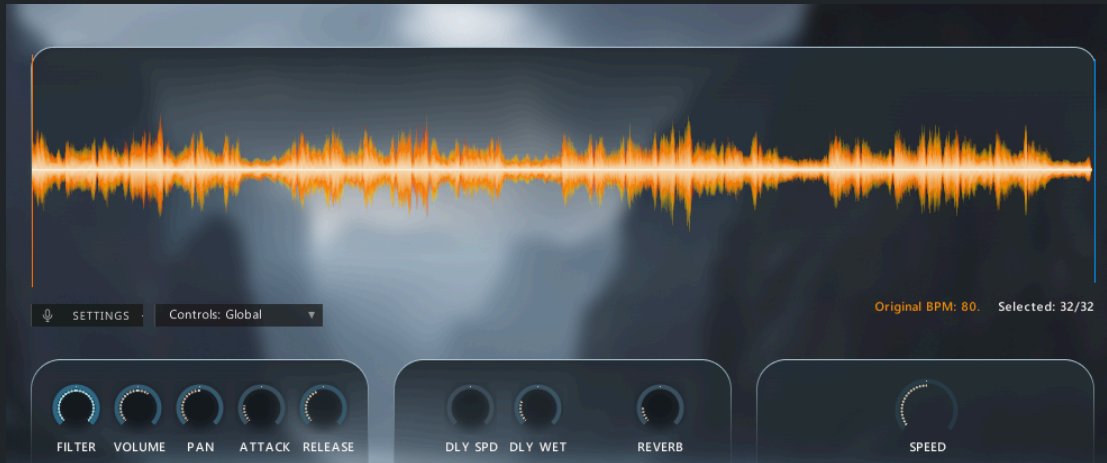 SETTINGS
Controls: Global
Original BPM: 80. Selected: 32/32
FILTER VOLUME PAN ATTACK RELEASE
DLY SPD DLY WET REVERB
SPEED